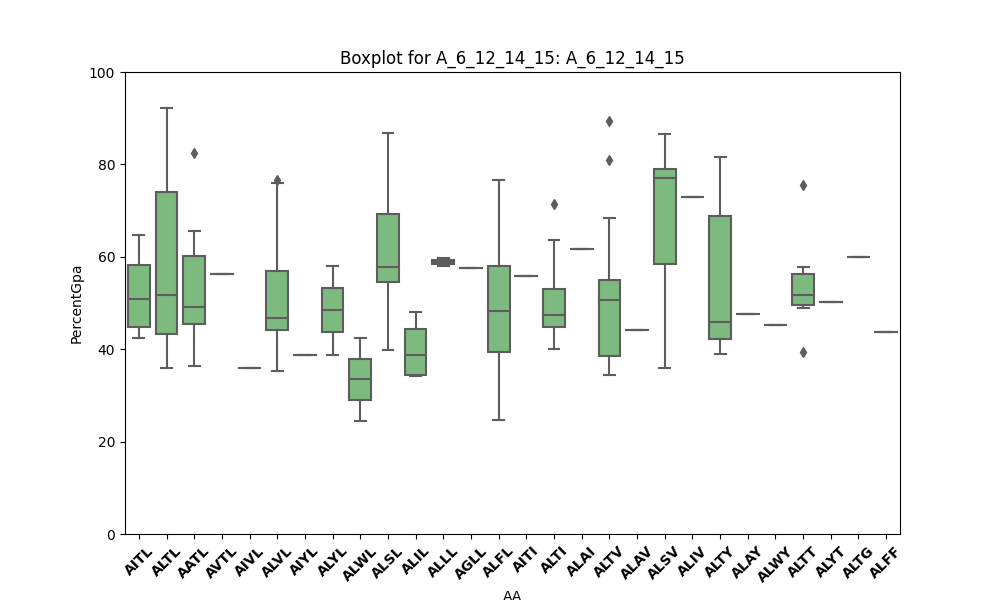 Boxplot for A_6_12_14_15: A_6_12_14_15
100
80
60
40
20
0
PercentGpa
AITL ALTL AATL AVTL AIVL ALVL AIYL ALYL ALWL ALSL ALIL ALLL AGLL ALFL AITI ALTI ALAI ALTV ALAV ALSV ALIV ALTY ALAY ALWY ALTT ALYT ALTG ALFF
AA